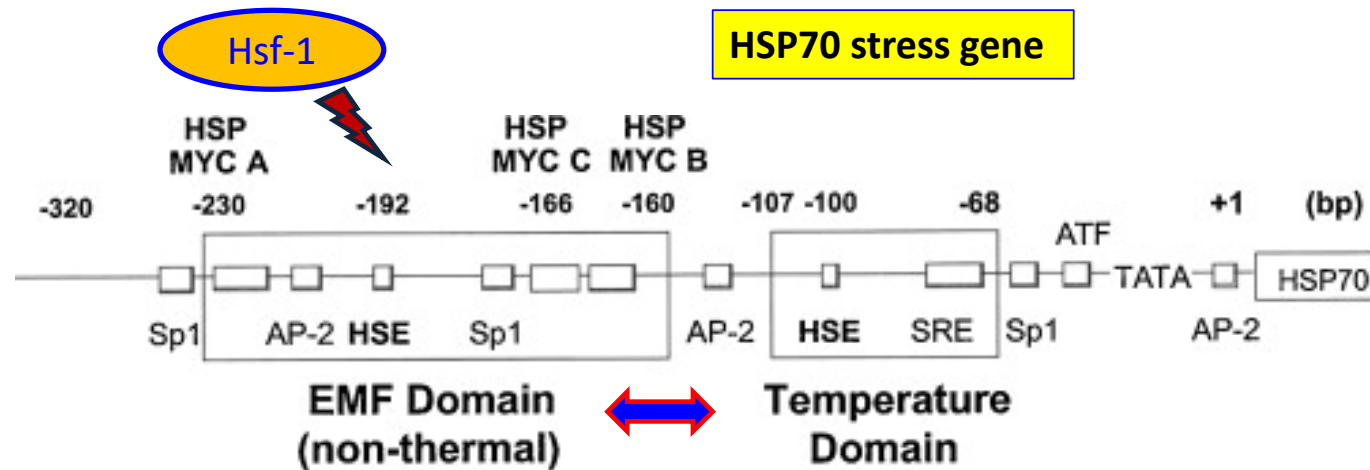 Hsf-1
HSP70 stress gene
HSP
MYC A
HSP
MYC C
HSP
MYC B
-320 -230 -192 -166 -160 -107 -100 -68 +1 (bp)
ATF
TATA
HSP70
Sp1 AP-2 HSE Sp1 AP-2 HSE SRE Sp1 AP-2
EMF Domain
(non-thermal)
Temperature
Domain